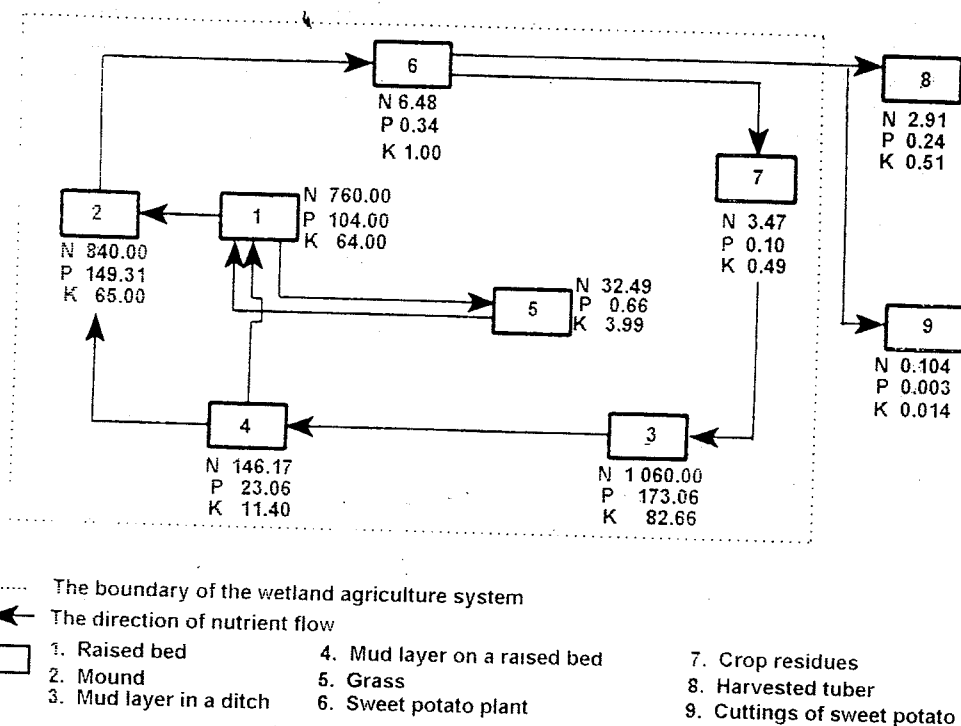 6
N 6.48
P 0.34
K 1.00
8
N 2.91
P 0.24
K 0.51
7
N 3.47
P 0.10
K 0.49
2
N 840.00
P 149.31
K 65.00
1
N 760.00
P 104.00
K 64.00
5
N 32.49
P 0.66
K 3.99
9
N 0.104
P 0.003
K 0.014
4
N 146.17
P 23.06
K 11.40
3
N 1 060.00
P 173.06
K 82.66
The boundary of the wetland agriculture system
The direction of nutrient flow
1. Raised bed
2. Mound
3. Mud layer in a ditch
4. Mud layer on a raised bed
5. Grass
6. Sweet potato plant
7. Crop residues
8. Harvested tuber
9. Cuttings of sweet potato